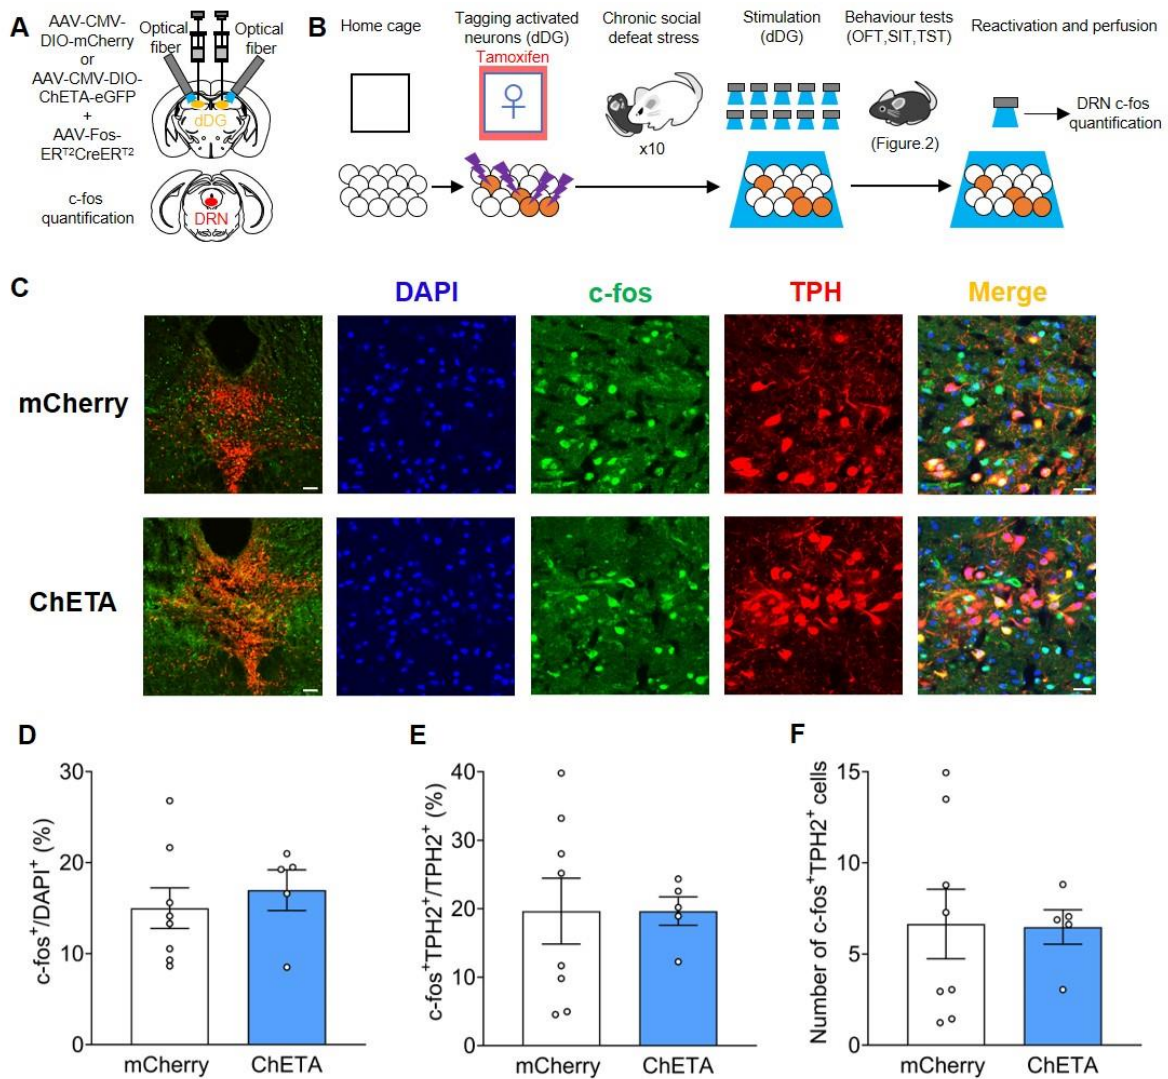 A
AAV-CMV-
DIO-mCherry
or
AAV-CMV-DIO-
ChETA-eGFP
+
AAV-Fos-
ERT2CreERT2
Optical
fiber
Optical
fiber
dDG
c-fos
quantification
DRN
B
Home cage
Tagging activated
neurons (dDG)
Tamoxifen
♀
Chronic social
defeat stress
x10
Stimulation
(dDG)
Behaviour tests
(OFT,SIT,TST)
(Figure.2)
Reactivation and perfusion
DRN c-fos
quantification
C
DAPI
c-fos
TPH
Merge
mCherry
ChETA
D
c-fos+/DAPI+ (%)
30
20
10
0
mCherry
ChETA
E
c-fos+TPH2+/TPH2+ (%)
40
30
20
10
0
mCherry
ChETA
F
Number of c-fos+TPH2+ cells
15
10
5
0
mCherry
ChETA